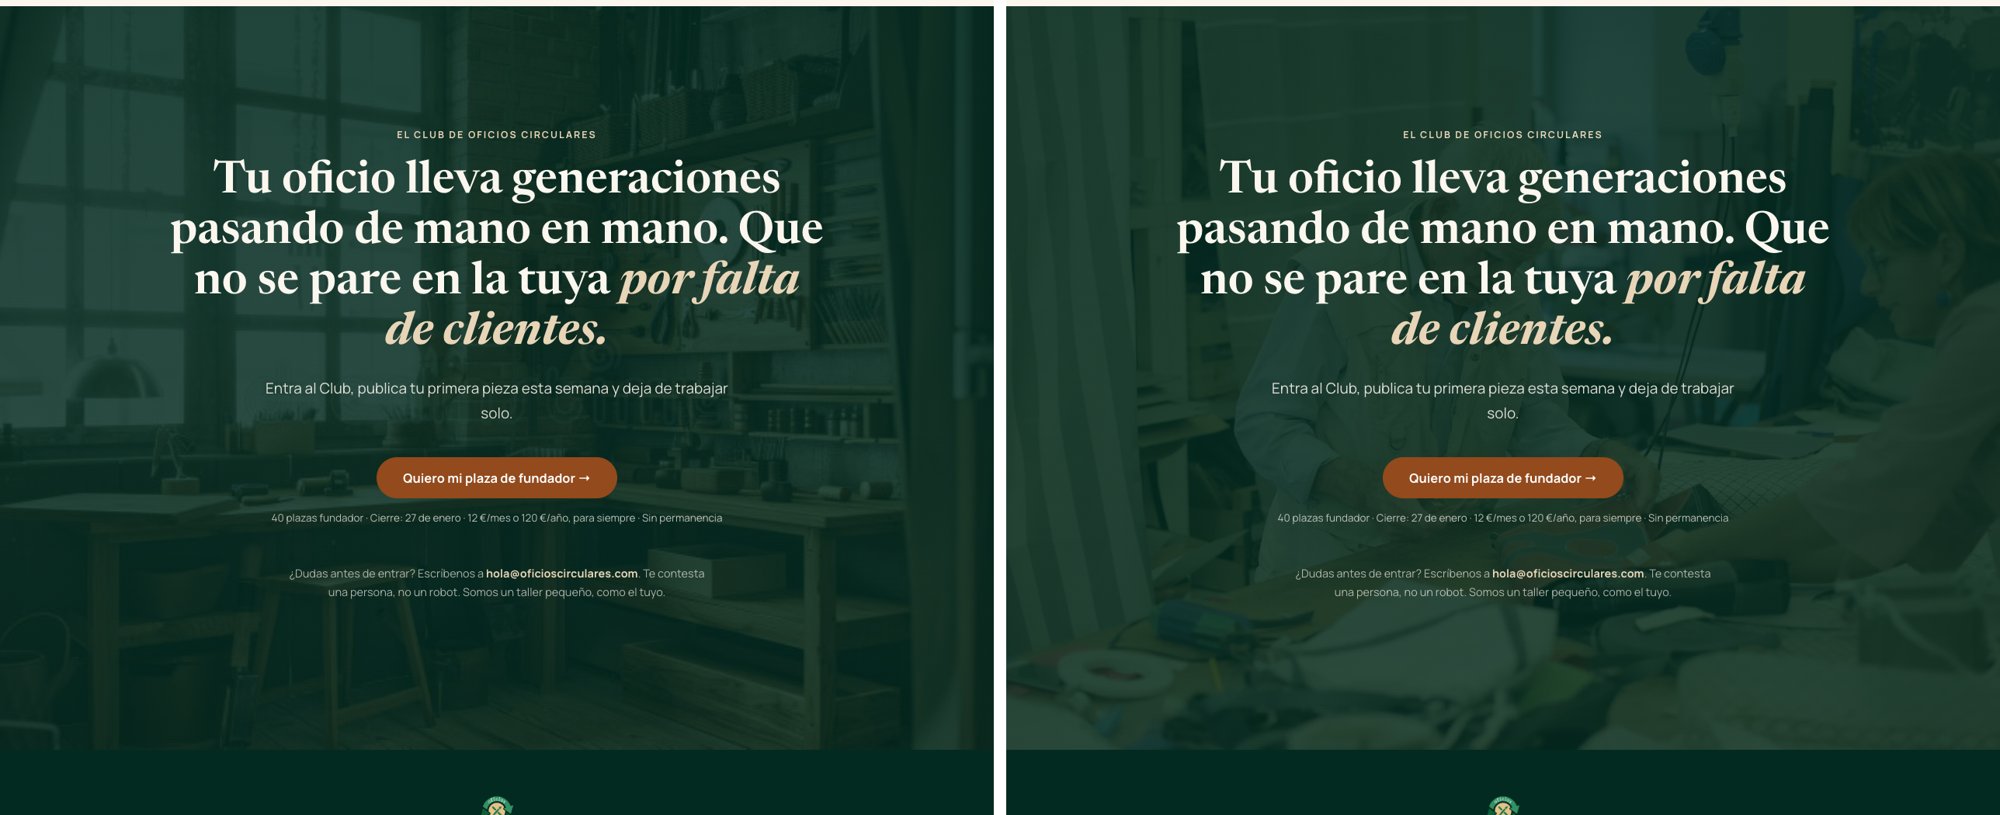 EL CLUB DE OFICIOS CIRCULARES
Tu oficio lleva generaciones
pasando de mano en mano. Que
no se pare en la tuya por falta
de clientes.
Entra al Club, publica tu primera pieza esta semana y deja de trabajar
solo.
Quiero mi plaza de fundador →
40 plazas fundador · Cierre: 27 de enero · 12 €/mes o 120 €/año, para siempre · Sin permanencia
¿Dudas antes de entrar? Escríbenos a hola@oficioscirculares.com. Te contesta
una persona, no un robot. Somos un taller pequeño, como el tuyo.
EL CLUB DE OFICIOS CIRCULARES
Tu oficio lleva generaciones
pasando de mano en mano. Que
no se pare en la tuya por falta
de clientes.
Entra al Club, publica tu primera pieza esta semana y deja de trabajar
solo.
Quiero mi plaza de fundador →
40 plazas fundador · Cierre: 27 de enero · 12 €/mes o 120 €/año, para siempre · Sin permanencia
¿Dudas antes de entrar? Escríbenos a hola@oficioscirculares.com. Te contesta
una persona, no un robot. Somos un taller pequeño, como el tuyo.